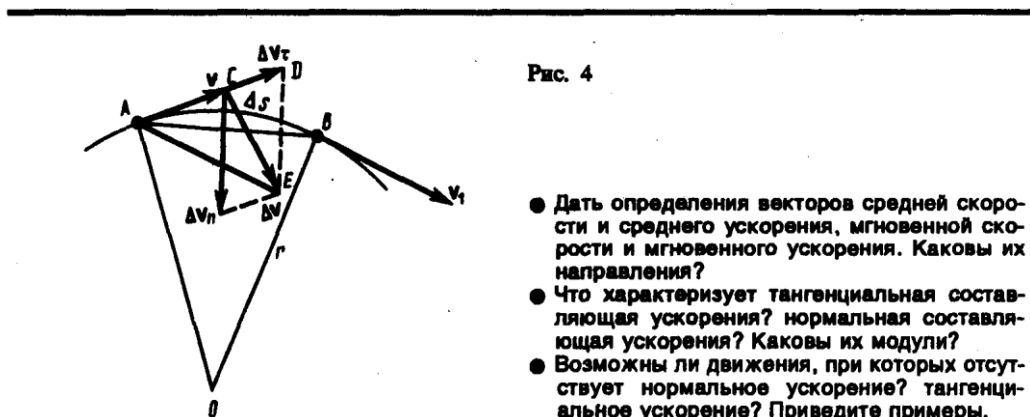 Δvτ
D
v
C
A
Δs
B
E
Δvn
Δv
v1
r
O
Рис. 4
● Дать определения векторов средней скоро-
сти и среднего ускорения, мгновенной ско-
рости и мгновенного ускорения. Каковы их
направления?
● Что характеризует тангенциальная состав-
ляющая ускорения? нормальная составля-
ющая ускорения? Каковы их модули?
● Возможны ли движения, при которых отсут-
ствует нормальное ускорение? тангенци-
альное ускорение? Приведите примеры.